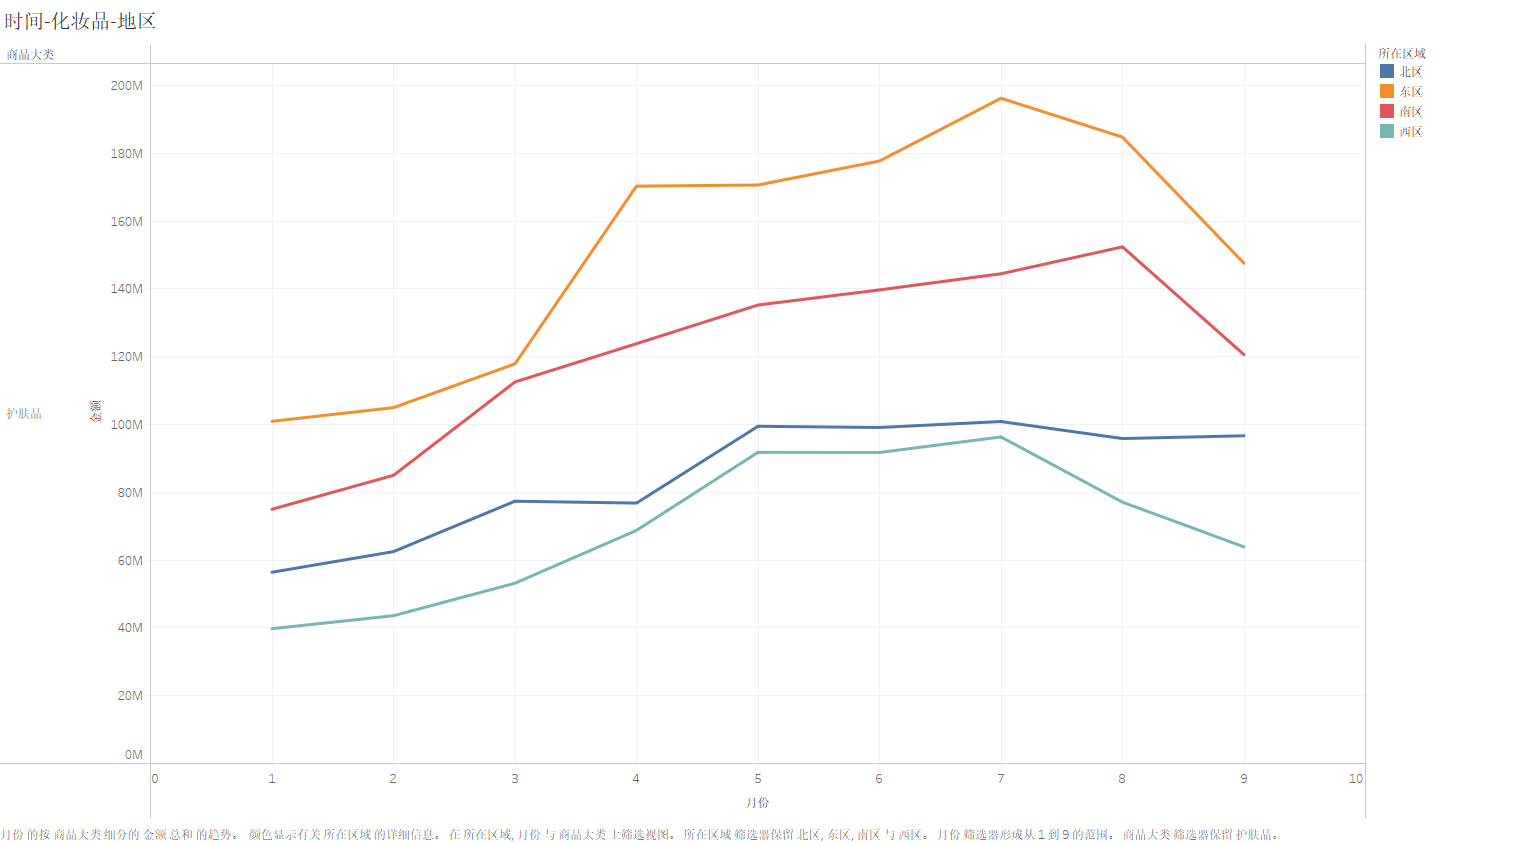 时间-化妆品-地区
商品大类
所在区域
北区
东区
南区
西区
200M
180M
160M
140M
120M
100M
80M
60M
40M
20M
0M
护肤品
金额
0 1 2 3 4 5 6 7 8 9 10
月份
月份 的按 商品大类 细分的 金额 总和 的趋势。 颜色显示有关 所在区域 的详细信息。 在 所在区域, 月份 与 商品大类 上筛选视图。 所在区域 筛选器保留 北区, 东区, 南区 与 西区。 月份 筛选器形成从 1 到 9 的范围。 商品大类 筛选器保留 护肤品。